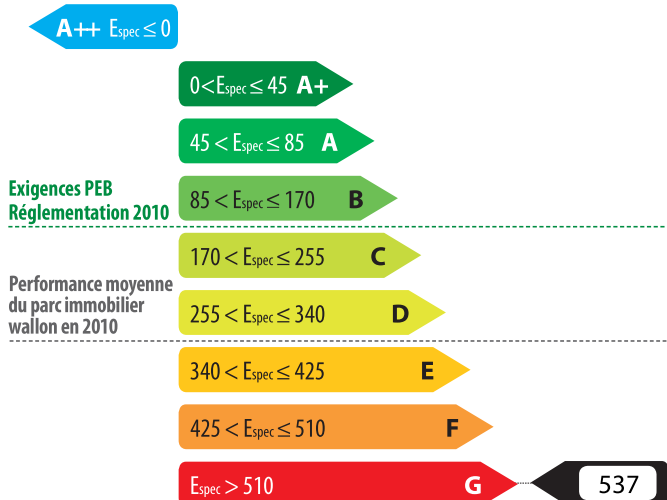 A++ Espec ≤ 0
0<Espec ≤ 45 A+
45 < Espec ≤ 85 A
Exigences PEB
Réglementation 2010
85 < Espec ≤ 170 B
170 < Espec ≤ 255 C
Performance moyenne
du parc immobilier
wallon en 2010
255 < Espec ≤ 340 D
340 < Espec ≤ 425 E
425 < Espec ≤ 510 F
Espec > 510 G 537